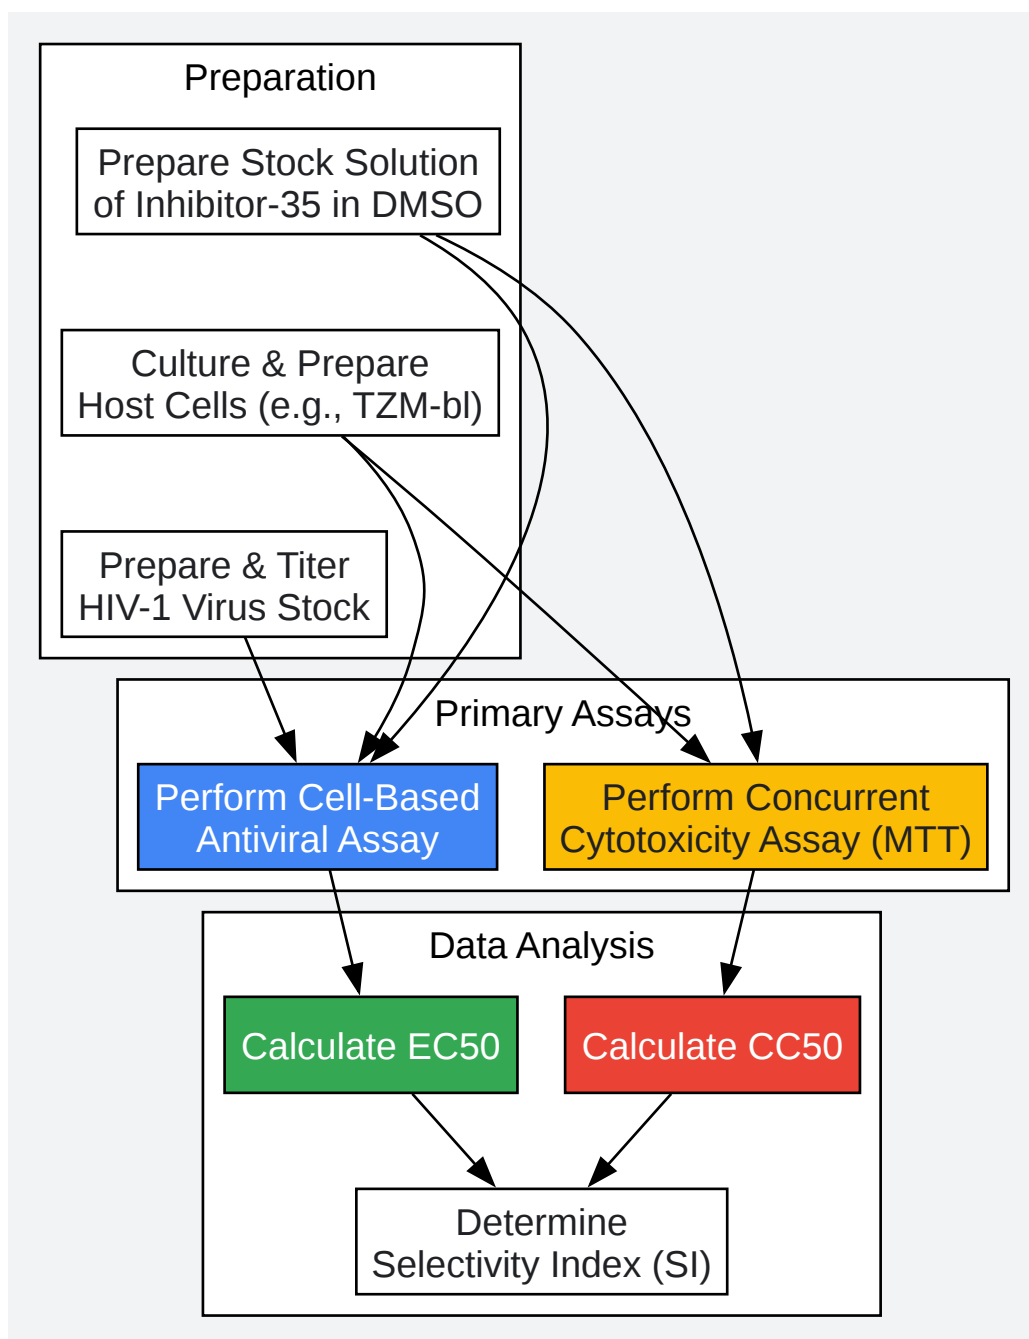 Preparation
Prepare Stock Solution
of Inhibitor-35 in DMSO
Culture & Prepare
Host Cells (e.g., TZM-bl)
Prepare & Titer
HIV-1 Virus Stock
Primary Assays
Perform Cell-Based
Antiviral Assay
Perform Concurrent
Cytotoxicity Assay (MTT)
Data Analysis
Calculate EC50
Calculate CC50
Determine
Selectivity Index (SI)